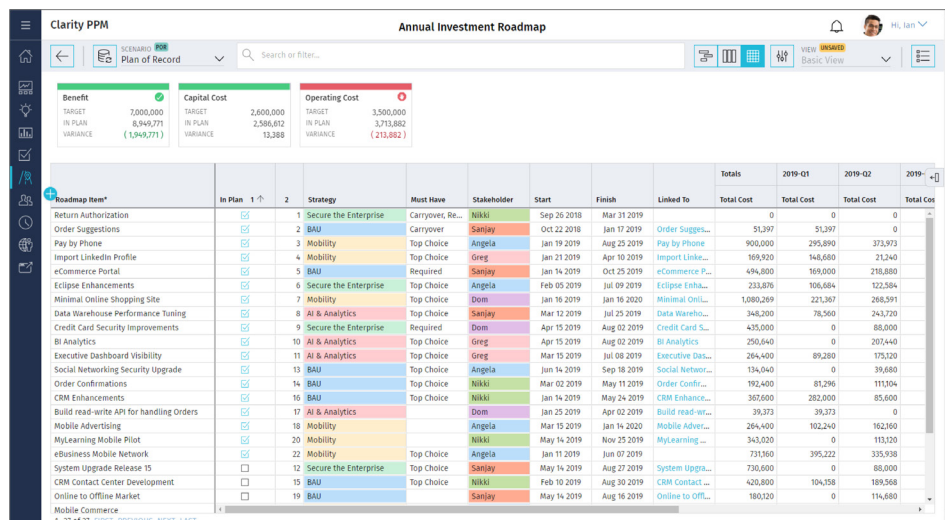 Clarity PPM
Annual Investment Roadmap
Hi, Ian
SCENARIO POR
Plan of Record
Search or filter...
VIEW UNSAVED
Basic View
Benefit
TARGET 7,000,000
IN PLAN 8,949,771
VARIANCE ( 1,949,771 )
Capital Cost
TARGET 2,600,000
IN PLAN 2,586,612
VARIANCE 13,388
Operating Cost
TARGET 3,500,000
IN PLAN 3,713,882
VARIANCE ( 213,882 )
Totals 2019-Q1 2019-Q2 2019-
Roadmap Item* In Plan 1 2 Strategy Must Have Stakeholder Start Finish Linked To Total Cost Total Cost Total Cost Total Cos
Return Authorization 1 Secure the Enterprise Carryover, Re... Nikki Sep 26 2018 Mar 31 2019 0 0 0
Order Suggestions 2 BAU Carryover Sanjay Oct 22 2018 Jan 17 2019 Order Sugges... 51,397 51,397 0
Pay by Phone 3 Mobility Top Choice Angela Jan 19 2019 Aug 25 2019 Pay by Phone 900,000 295,890 373,973
Import LinkedIn Profile 4 Mobility Top Choice Greg Jan 21 2019 Apr 10 2019 Import Linke... 169,920 148,680 21,240
eCommerce Portal 5 BAU Required Sanjay Jan 14 2019 Oct 25 2019 eCommerce P... 494,800 169,000 218,880
Eclipse Enhancements 6 Secure the Enterprise Top Choice Angela Feb 05 2019 Jul 09 2019 Eclipse Enha... 233,876 106,684 122,584
Minimal Online Shopping Site 7 Mobility Top Choice Dom Jan 16 2019 Jan 16 2020 Minimal Onli... 1,080,269 221,367 268,591
Data Warehouse Performance Tuning 8 AI & Analytics Top Choice Sanjay Mar 12 2019 Jul 25 2019 Data Wareho... 348,200 78,560 243,720
Credit Card Security Improvements 9 Secure the Enterprise Required Dom Apr 15 2019 Aug 02 2019 Credit Card S... 435,000 0 88,000
BI Analytics 10 AI & Analytics Top Choice Greg Apr 15 2019 Aug 02 2019 BI Analytics 250,640 0 207,440
Executive Dashboard Visibility 11 AI & Analytics Top Choice Greg Mar 15 2019 Jul 08 2019 Executive Das... 264,400 89,280 175,120
Social Networking Security Upgrade 13 BAU Top Choice Angela Jun 14 2019 Sep 18 2019 Social Networ... 134,040 0 39,680
Order Confirmations 14 BAU Top Choice Nikki Mar 02 2019 May 11 2019 Order Confir... 192,400 81,296 111,104
CRM Enhancements 16 BAU Top Choice Nikki Jan 14 2019 May 24 2019 CRM Enhance... 367,600 282,000 85,600
Build read-write API for handling Orders 17 AI & Analytics Dom Jan 25 2019 Apr 02 2019 Build read-wr... 39,373 39,373 0
Mobile Advertising 18 Mobility Angela Mar 15 2019 Jan 14 2020 Mobile Adver... 264,400 102,240 162,160
MyLearning Mobile Pilot 20 Mobility Nikki May 14 2019 Nov 25 2019 MyLearning ... 343,020 0 113,120
eBusiness Mobile Network 22 Mobility Top Choice Angela Jan 11 2019 Jun 07 2019 731,160 395,222 335,938
System Upgrade Release 15 12 Secure the Enterprise Top Choice Sanjay May 14 2019 Aug 27 2019 System Upgra... 730,600 0 88,000
CRM Contact Center Development 15 BAU Top Choice Nikki Feb 10 2019 Aug 30 2019 CRM Contact ... 420,800 104,158 189,568
Online to Offline Market 19 BAU Sanjay May 14 2019 Aug 16 2019 Online to Offl... 180,120 0 114,680
Mobile Commerce